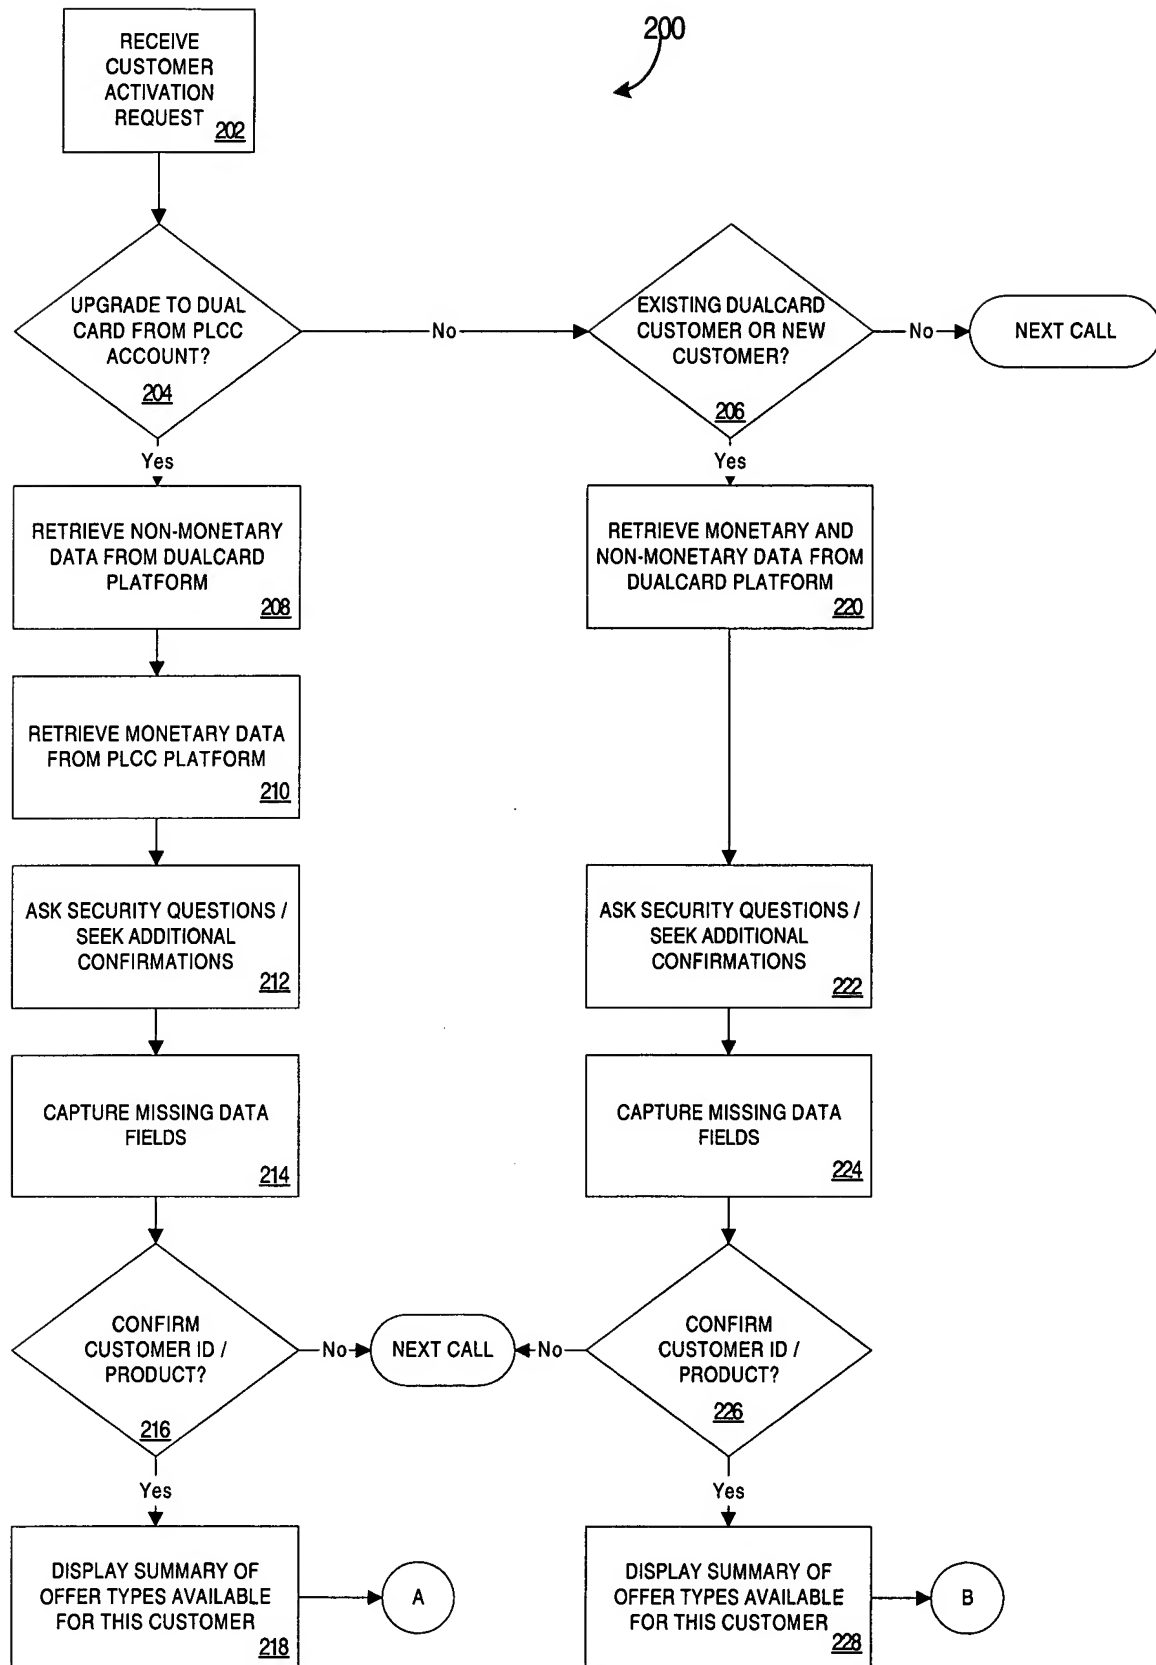 200
RECEIVE
CUSTOMER
ACTIVATION
REQUEST
202
UPGRADE TO DUAL
CARD FROM PLCC
ACCOUNT?
204
No
EXISTING DUALCARD
CUSTOMER OR NEW
CUSTOMER?
206
No
NEXT CALL
Yes
Yes
RETRIEVE NON-MONETARY
DATA FROM DUALCARD
PLATFORM
208
RETRIEVE MONETARY AND
NON-MONETARY DATA FROM
DUALCARD PLATFORM
220
RETRIEVE MONETARY DATA
FROM PLCC PLATFORM
210
ASK SECURITY QUESTIONS /
SEEK ADDITIONAL
CONFIRMATIONS
212
ASK SECURITY QUESTIONS /
SEEK ADDITIONAL
CONFIRMATIONS
222
CAPTURE MISSING DATA
FIELDS
214
CAPTURE MISSING DATA
FIELDS
224
CONFIRM
CUSTOMER ID /
PRODUCT?
216
No
NEXT CALL
No
CONFIRM
CUSTOMER ID /
PRODUCT?
226
Yes
Yes
DISPLAY SUMMARY OF
OFFER TYPES AVAILABLE
FOR THIS CUSTOMER
218
A
DISPLAY SUMMARY OF
OFFER TYPES AVAILABLE
FOR THIS CUSTOMER
228
B